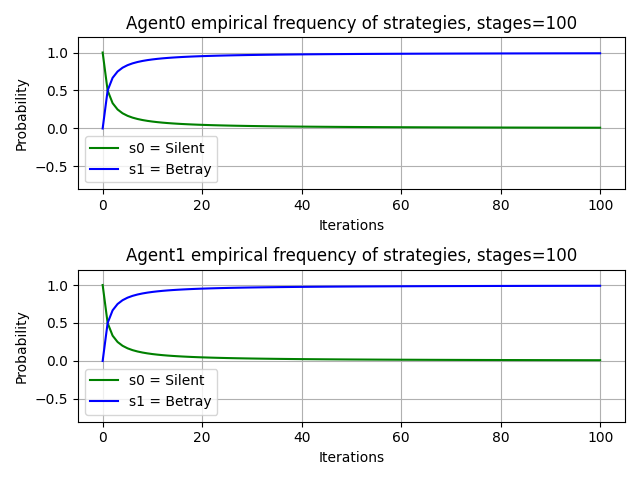 Agent0 empirical frequency of strategies, stages=100
1.0
0.5
0.0
−0.5
Probability
s0 = Silent
s1 = Betray
0 20 40 60 80 100
Iterations
Agent1 empirical frequency of strategies, stages=100
1.0
0.5
0.0
−0.5
Probability
s0 = Silent
s1 = Betray
0 20 40 60 80 100
Iterations